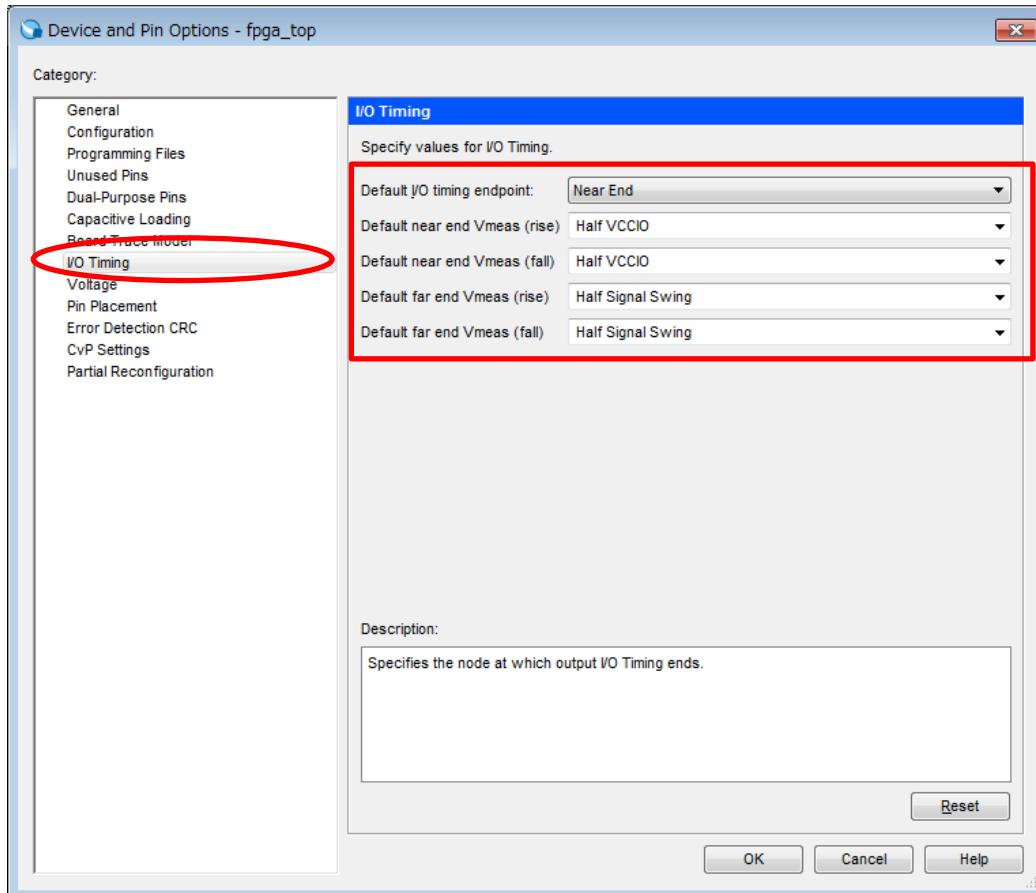 Device and Pin Options - fpga_top
Category:
General
Configuration
Programming Files
Unused Pins
Dual-Purpose Pins
Capacitive Loading
Board Trace Model
I/O Timing
Voltage
Pin Placement
Error Detection CRC
CvP Settings
Partial Reconfiguration
I/O Timing
Specify values for I/O Timing.
Default I/O timing endpoint: Near End
Default near end Vmeas (rise) Half VCCIO
Default near end Vmeas (fall) Half VCCIO
Default far end Vmeas (rise) Half Signal Swing
Default far end Vmeas (fall) Half Signal Swing
Description:
Specifies the node at which output I/O Timing ends.
Reset
OK Cancel Help